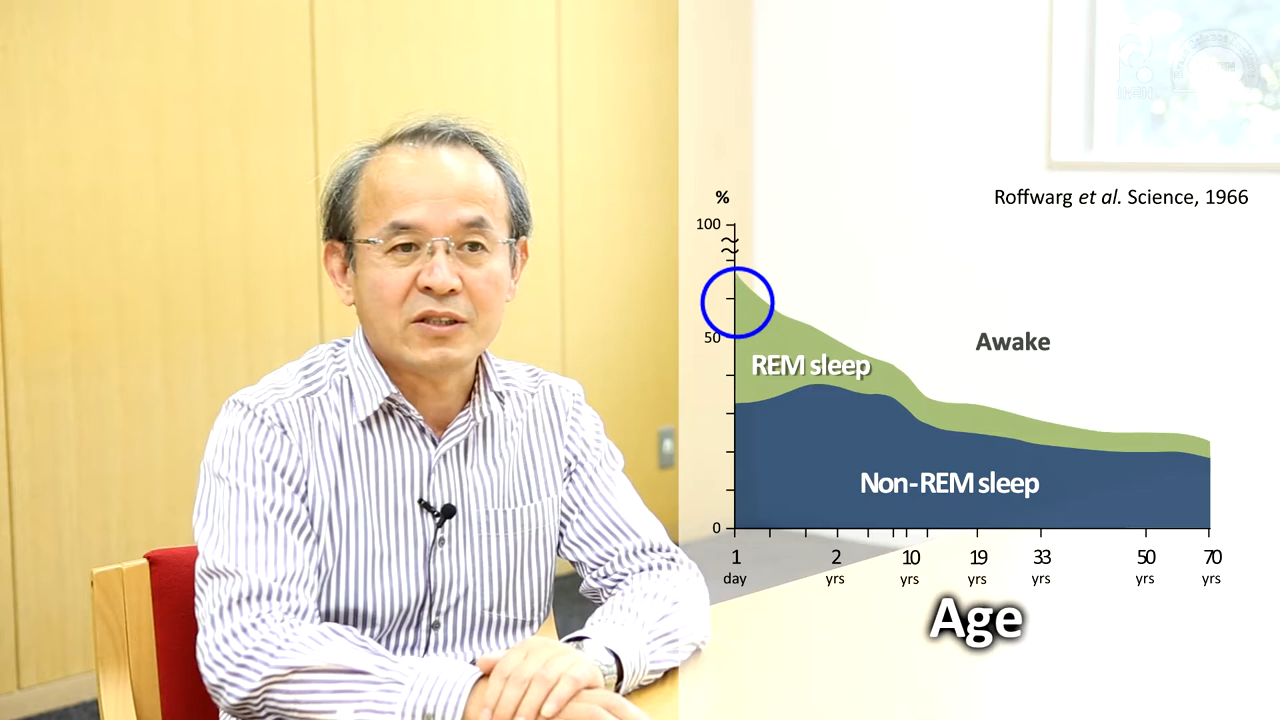 Roffwarg et al. Science, 1966
%
100
50
0
Awake
REM sleep
Non-REM sleep
1 2 10 19 33 50 70
day yrs yrs yrs yrs yrs yrs
Age